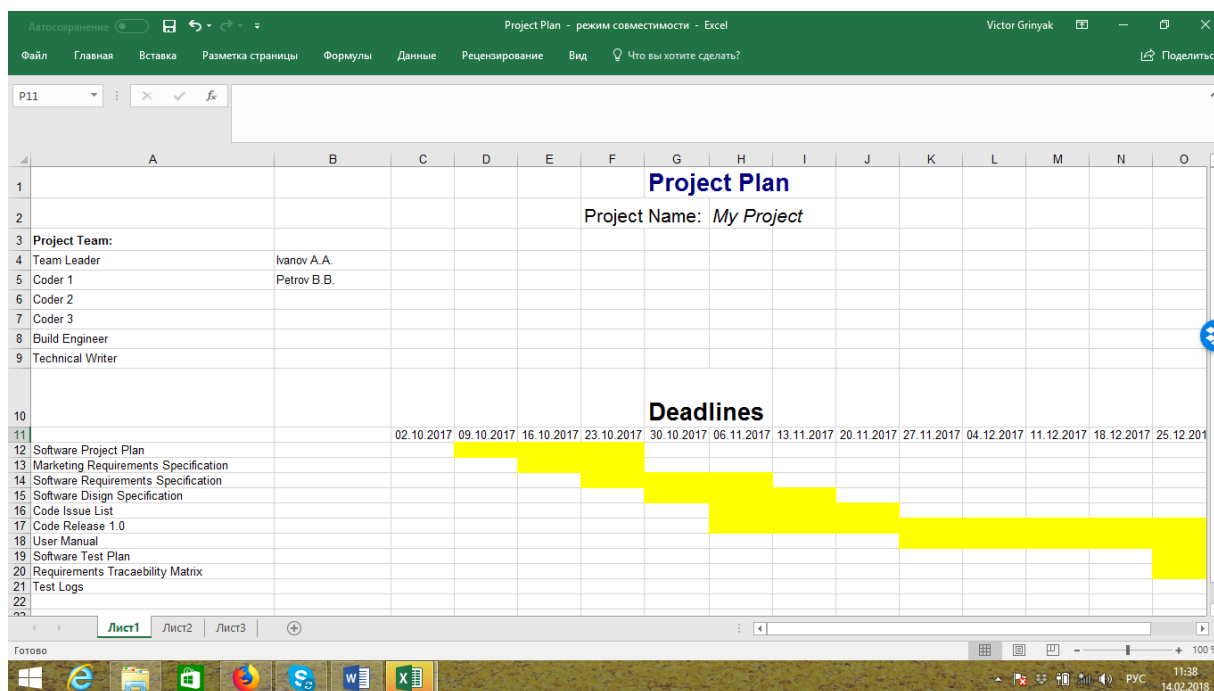 Автосохранение Project Plan - режим совместимости - Excel Victor Grinyak
Файл Главная Вставка Разметка страницы Формулы Данные Рецензирование Вид Что вы хотите сделать? Поделитьс
P11 fx
A B C D E F G H I J K L M N O
1 Project Plan
2 Project Name: My Project
3 Project Team:
4 Team Leader Ivanov A.A.
5 Coder 1 Petrov B.B.
6 Coder 2
7 Coder 3
8 Build Engineer
9 Technical Writer
10 Deadlines
11 02.10.2017 09.10.2017 16.10.2017 23.10.2017 30.10.2017 06.11.2017 13.11.2017 20.11.2017 27.11.2017 04.12.2017 11.12.2017 18.12.2017 25.12.201
12 Software Project Plan
13 Marketing Requirements Specification
14 Software Requirements Specification
15 Software Disign Specification
16 Code Issue List
17 Code Release 1.0
18 User Manual
19 Software Test Plan
20 Requirements Tracaebility Matrix
21 Test Logs
22
Лист1 Лист2 Лист3
Готово 100
РУС 11:38
14.02.2018